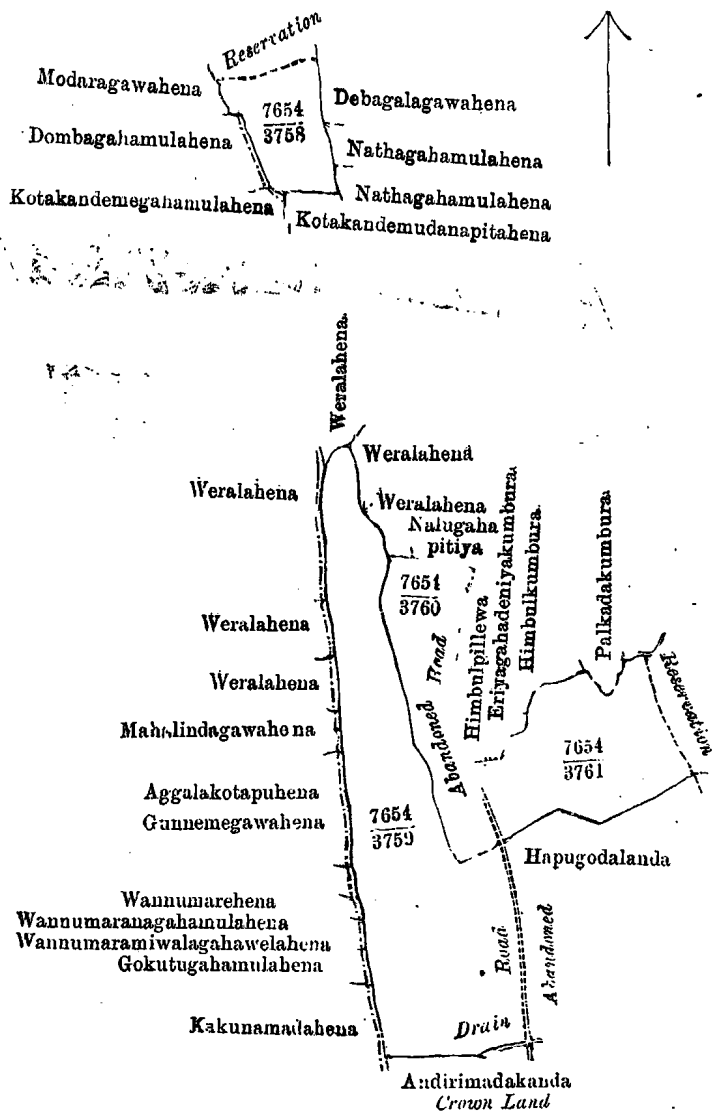 Reservation
Modaragawahena
7654
3758
Debagalagawahena
Dombagahamulahena
Nathagahamulahena
Kotakandemegahamulahena
Nathagahamulahena
Kotakandemudanapitahena
Weralahena
Weralahena
Weralahena
Weralahena
Nalugaha
pitiya
7654
3760
Himbulpillewa
Eriyagahadeniyakumbura
Himbulkumbura
Palkadakumbura
Reservation
Weralahena
Weralahena
Abandoned Road
Mahalindagawahena
7654
3761
Aggalakotapuhena
Gunnemegawahena
7654
3759
Hapugodalanda
Wannumarehena
Wannumaranagahamulahena
Wannumaramiwalagahawelahena
Gokutugahamulahena
Road
Abandoned
Kakunamadahena
Drain
Andirimadakanda
Crown Land